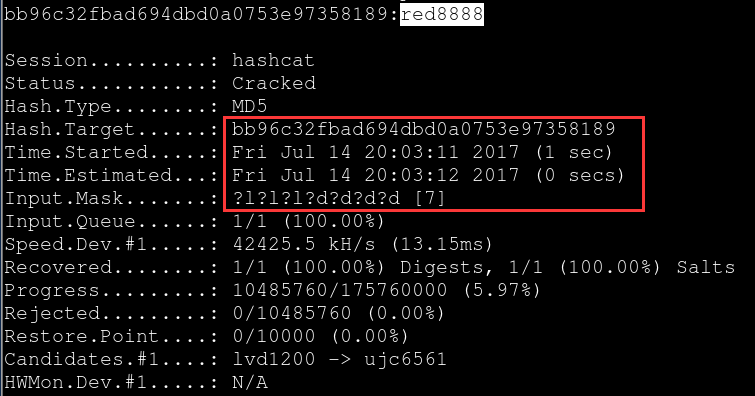 bb96c32fbad694dbd0a0753e97358189:red8888
Session..........: hashcat
Status...........: Cracked
Hash.Type........: MD5
Hash.Target......: bb96c32fbad694dbd0a0753e97358189
Time.Started.....: Fri Jul 14 20:03:11 2017 (1 sec)
Time.Estimated...: Fri Jul 14 20:03:12 2017 (0 secs)
Input.Mask.......: ?l?l?l?d?d?d?d [7]
Input.Queue......: 1/1 (100.00%)
Speed.Dev.#1.....: 42425.5 kH/s (13.15ms)
Recovered........: 1/1 (100.00%) Digests, 1/1 (100.00%) Salts
Progress.........: 10485760/175760000 (5.97%)
Rejected.........: 0/10485760 (0.00%)
Restore.Point....: 0/10000 (0.00%)
Candidates.#1....: lvd1200 -> ujc6561
HWMon.Dev.#1.....: N/A